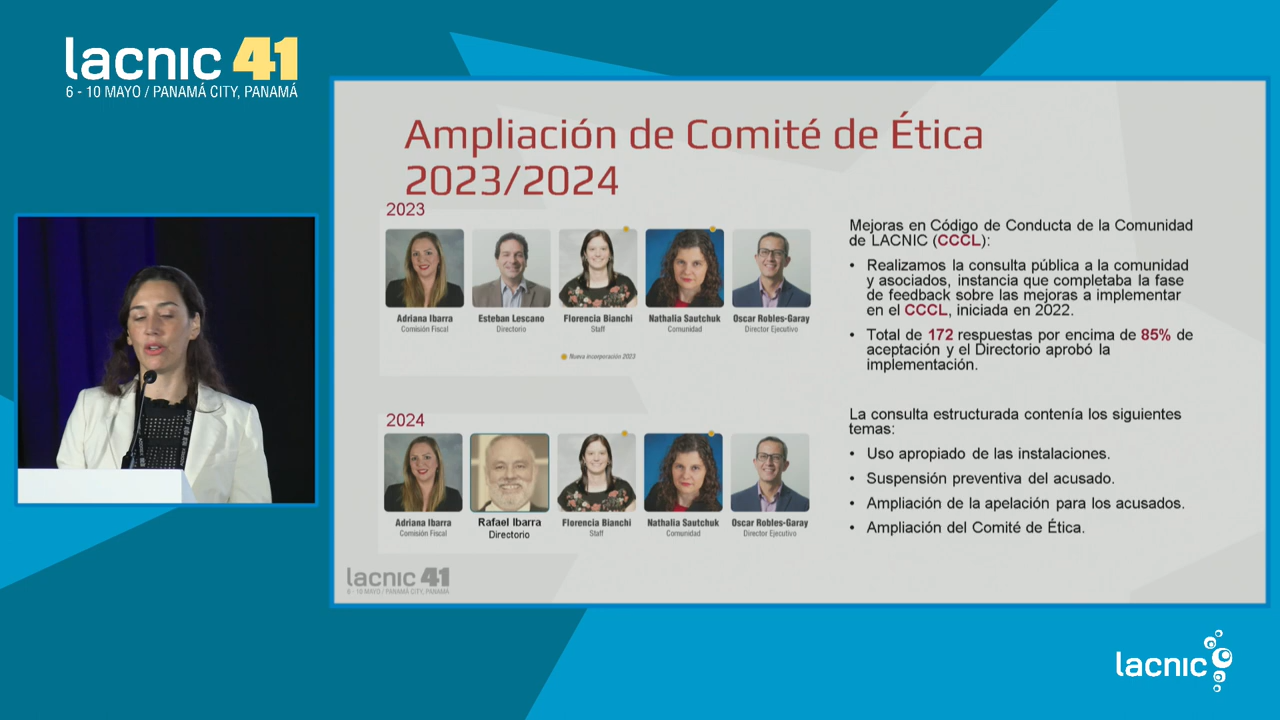 lacnic 41
6 - 10 MAYO / PANAMÁ CITY, PANAMÁ
Ampliación de Comité de Ética
2023/2024
2023
Adriana Ibarra
Comisión Fiscal
Esteban Lescano
Directorio
Florencia Bianchi
Staff
Nathalia Sautchuk
Comunidad
Oscar Robles-Garay
Director Ejecutivo
Nueva incorporación 2023
2024
Adriana Ibarra
Comisión Fiscal
Rafael Ibarra
Directorio
Florencia Bianchi
Staff
Nathalia Sautchuk
Comunidad
Oscar Robles-Garay
Director Ejecutivo
Mejoras en Código de Conducta de la Comunidad
de LACNIC (CCCL):
• Realizamos la consulta pública a la comunidad
y asociados, instancia que completaba la fase
de feedback sobre las mejoras a implementar
en el CCCL, iniciada en 2022.
• Total de 172 respuestas por encima de 85% de
aceptación y el Directorio aprobó la
implementación.
La consulta estructurada contenía los siguientes
temas:
• Uso apropiado de las instalaciones.
• Suspensión preventiva del acusado.
• Ampliación de la apelación para los acusados.
• Ampliación del Comité de Ética.
lacnic 41
6 - 10 MAYO / PANAMÁ CITY, PANAMÁ
lacnic